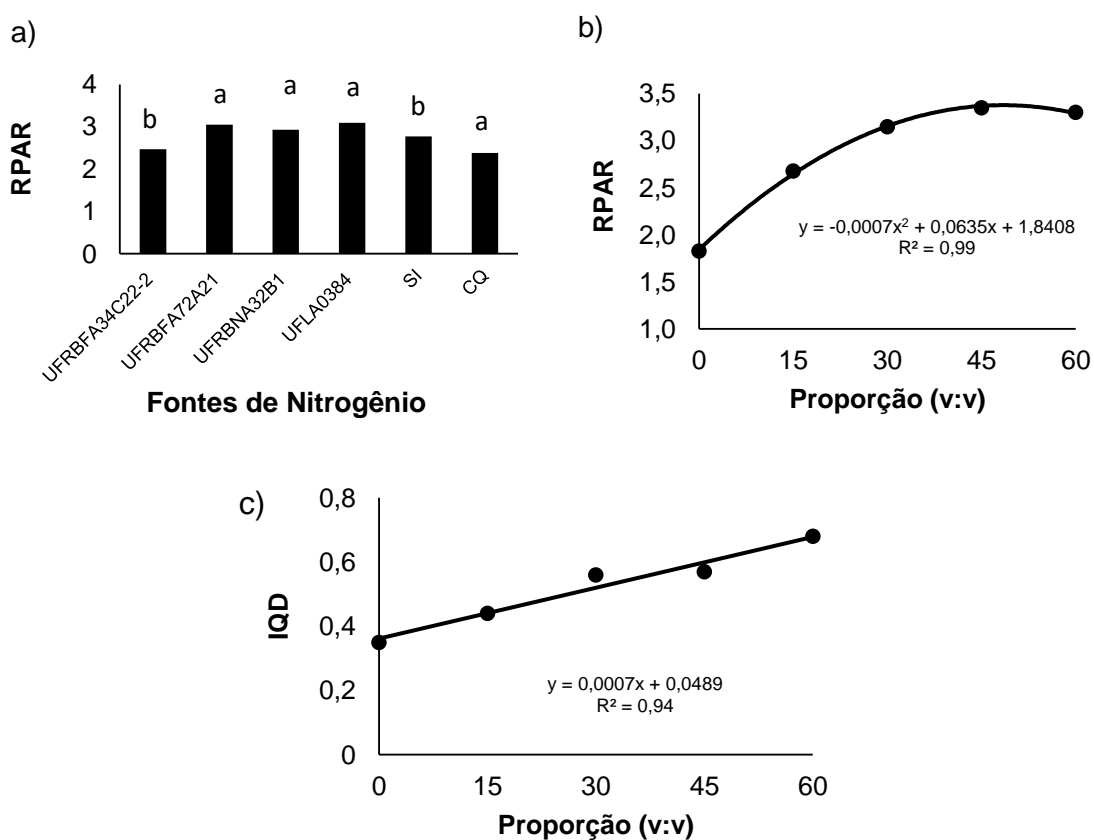 a)
RPAR
4
3
2
1
0
b
a
a
a
b
a
UFRBFA34C22-2
UFRBFA72A21
UFRBNA32B1
UFLA0384
SI
CQ
Fontes de Nitrogênio
b)
RPAR
3,5
3,0
2,5
2,0
1,5
1,0
y = -0,0007x² + 0,0635x + 1,8408
R² = 0,99
0 15 30 45 60
Proporção (v:v)
c)
IQD
0,8
0,6
0,4
0,2
0
y = 0,0007x + 0,0489
R² = 0,94
0 15 30 45 60
Proporção (v:v)